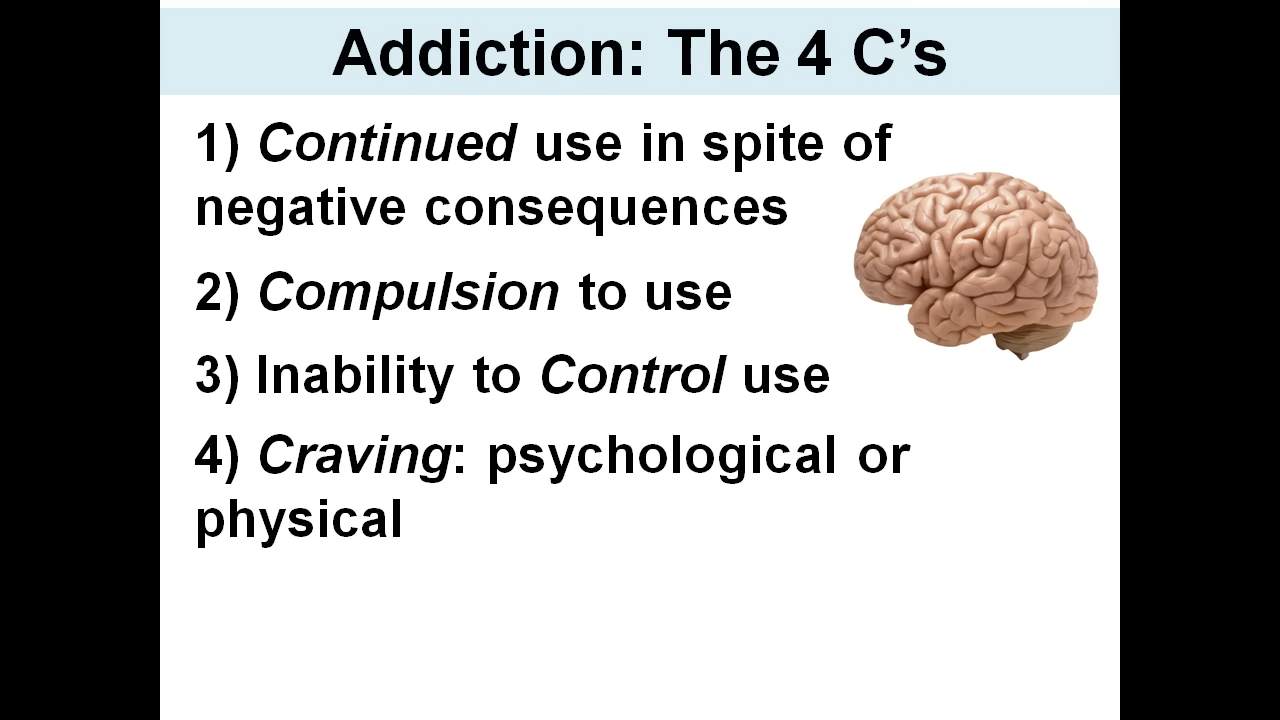 Addiction: The 4 C’s
1) Continued use in spite of
negative consequences
2) Compulsion to use
3) Inability to Control use
4) Craving: psychological or
physical